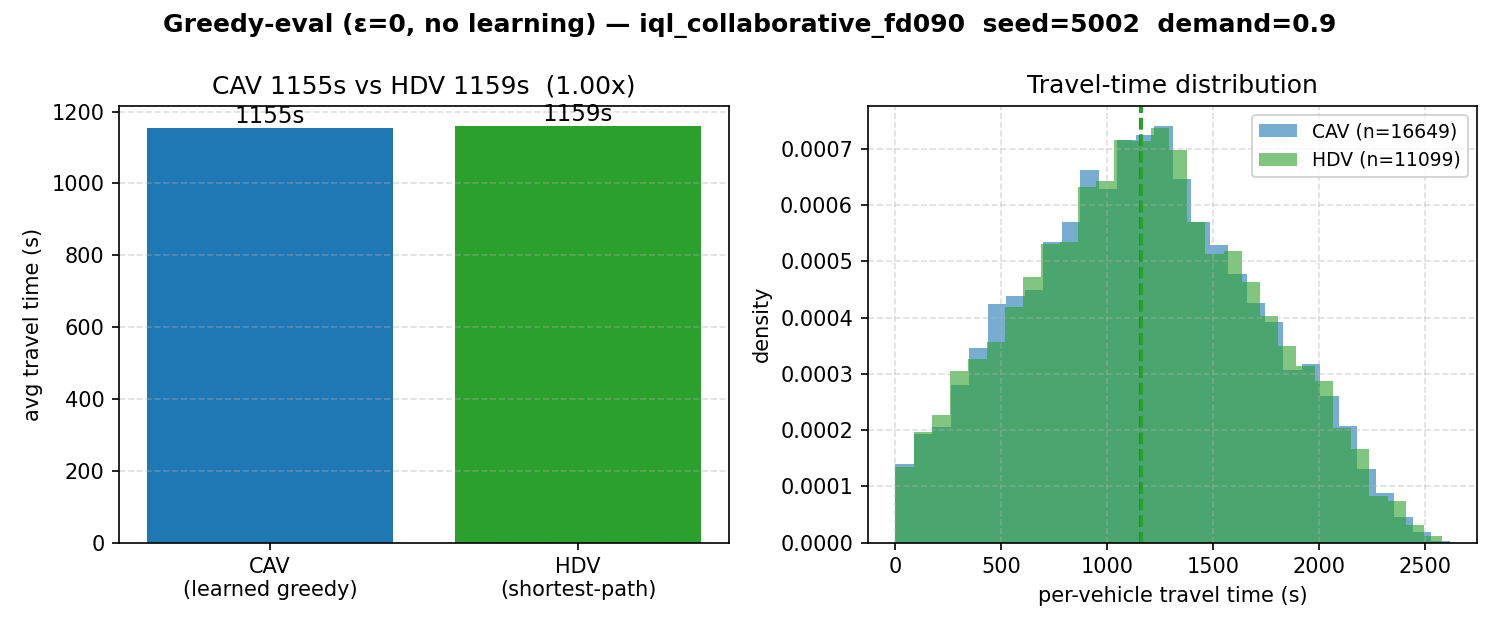 Greedy-eval (ε=0, no learning) — iql_collaborative_fd090  seed=5002  demand=0.9
CAV 1155s vs HDV 1159s  (1.00x)
1155s
1159s
1200
1000
800
600
400
200
0
avg travel time (s)
CAV
(learned greedy)
HDV
(shortest-path)
Travel-time distribution
CAV (n=16649)
HDV (n=11099)
0.0007
0.0006
0.0005
0.0004
0.0003
0.0002
0.0001
0.0000
density
0
500
1000
1500
2000
2500
per-vehicle travel time (s)